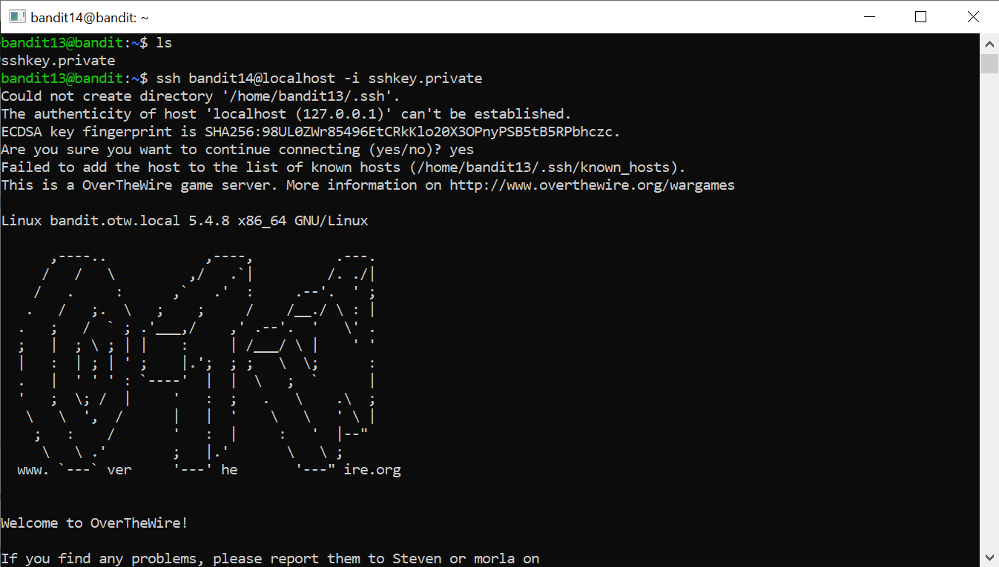 bandit14@bandit: ~
bandit13@bandit:~$ ls
sshkey.private
bandit13@bandit:~$ ssh bandit14@localhost -i sshkey.private
Could not create directory '/home/bandit13/.ssh'.
The authenticity of host 'localhost (127.0.0.1)' can't be established.
ECDSA key fingerprint is SHA256:98UL0ZWr85496EtCRkKlo20X3OPnyPSB5tB5RPbhczc.
Are you sure you want to continue connecting (yes/no)? yes
Failed to add the host to the list of known hosts (/home/bandit13/.ssh/known_hosts).
This is a OverTheWire game server. More information on http://www.overthewire.org/wargames
Linux bandit.otw.local 5.4.8 x86_64 GNU/Linux
      ,----..            ,----,          .---.
     /   /   \         ,/   .`|         /. ./|
    /   .     :      ,`   .'  :     .--'.  ' ;
   .   /   ;.  \   ;    ;     /    /__./ \ : |
  .   ;   /  ` ; .'___,/    ,' .--'.  '   \' .
  ;   |  ; \ ; | |    :     | /___/ \ |    ' '
  |   :  | ; | ' ;    |.';  ; ;   \  \;      :
  .   |  ' ' ' : `----'  |  |  \   ;  `      |
  '   ;  \; /  |     '   :  ;   .   \    .\  ;
   \   \  ',  /      |   |  '    \   \   ' \ |
    ;   :    /       '   :  |     :   '  |--"
     \   \ .'        ;   |.'       \   \ ;
  www. `---` ver     '---' he       '---" ire.org
Welcome to OverTheWire!
If you find any problems, please report them to Steven or morla on